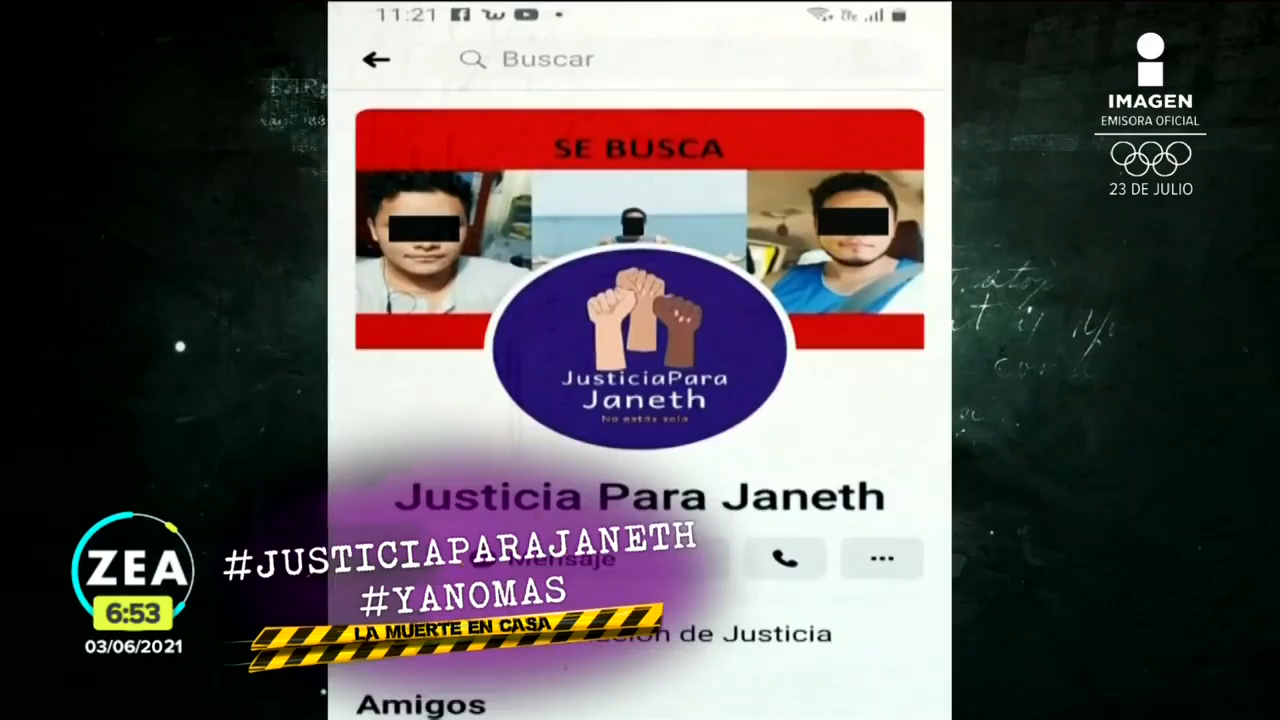 11:21
Buscar
SE BUSCA
JusticiaPara
Janeth
No estás sola
Justicia Para Janeth
Mensaje
de Justicia
Amigos
IMAGEN
EMISORA OFICIAL
23 DE JULIO
ZEA
6:53
03/06/2021
#JUSTICIAPARAJANETH
#YANOMAS
LA MUERTE EN CASA